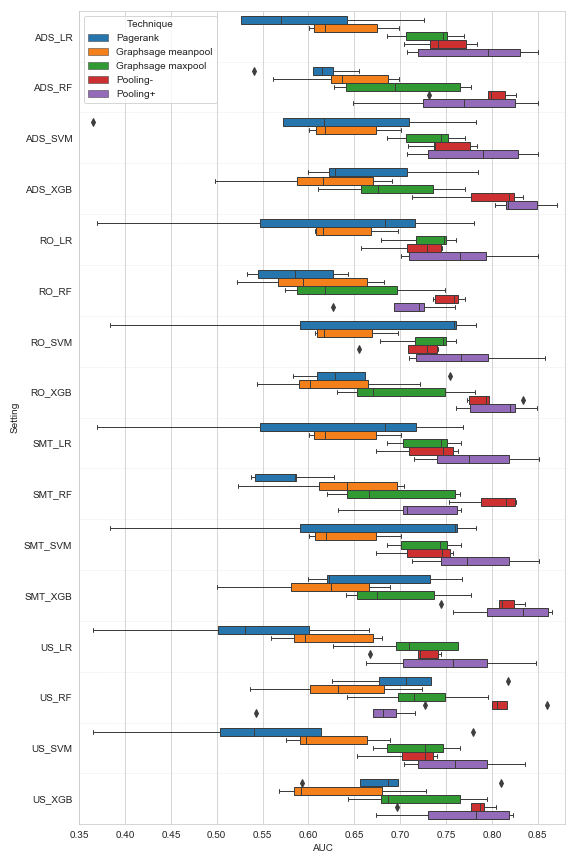 Technique
Pagerank
Graphsage meanpool
Graphsage maxpool
Pooling-
Pooling+
Setting
ADS_LR
ADS_RF
ADS_SVM
ADS_XGB
RO_LR
RO_RF
RO_SVM
RO_XGB
SMT_LR
SMT_RF
SMT_SVM
SMT_XGB
US_LR
US_RF
US_SVM
US_XGB
0.35 0.40 0.45 0.50 0.55 0.60 0.65 0.70 0.75 0.80 0.85
AUC